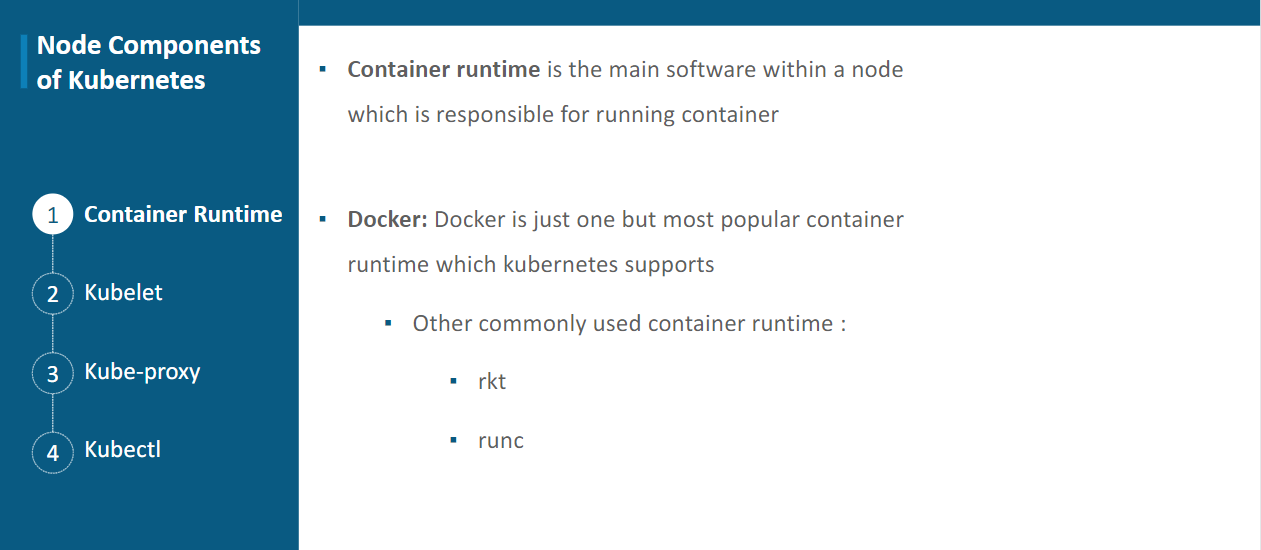 Node Components
of Kubernetes
1 Container Runtime
2 Kubelet
3 Kube-proxy
4 Kubectl
▪ Container runtime is the main software within a node
which is responsible for running container
▪ Docker: Docker is just one but most popular container
runtime which kubernetes supports
▪ Other commonly used container runtime :
▪ rkt
▪ runc